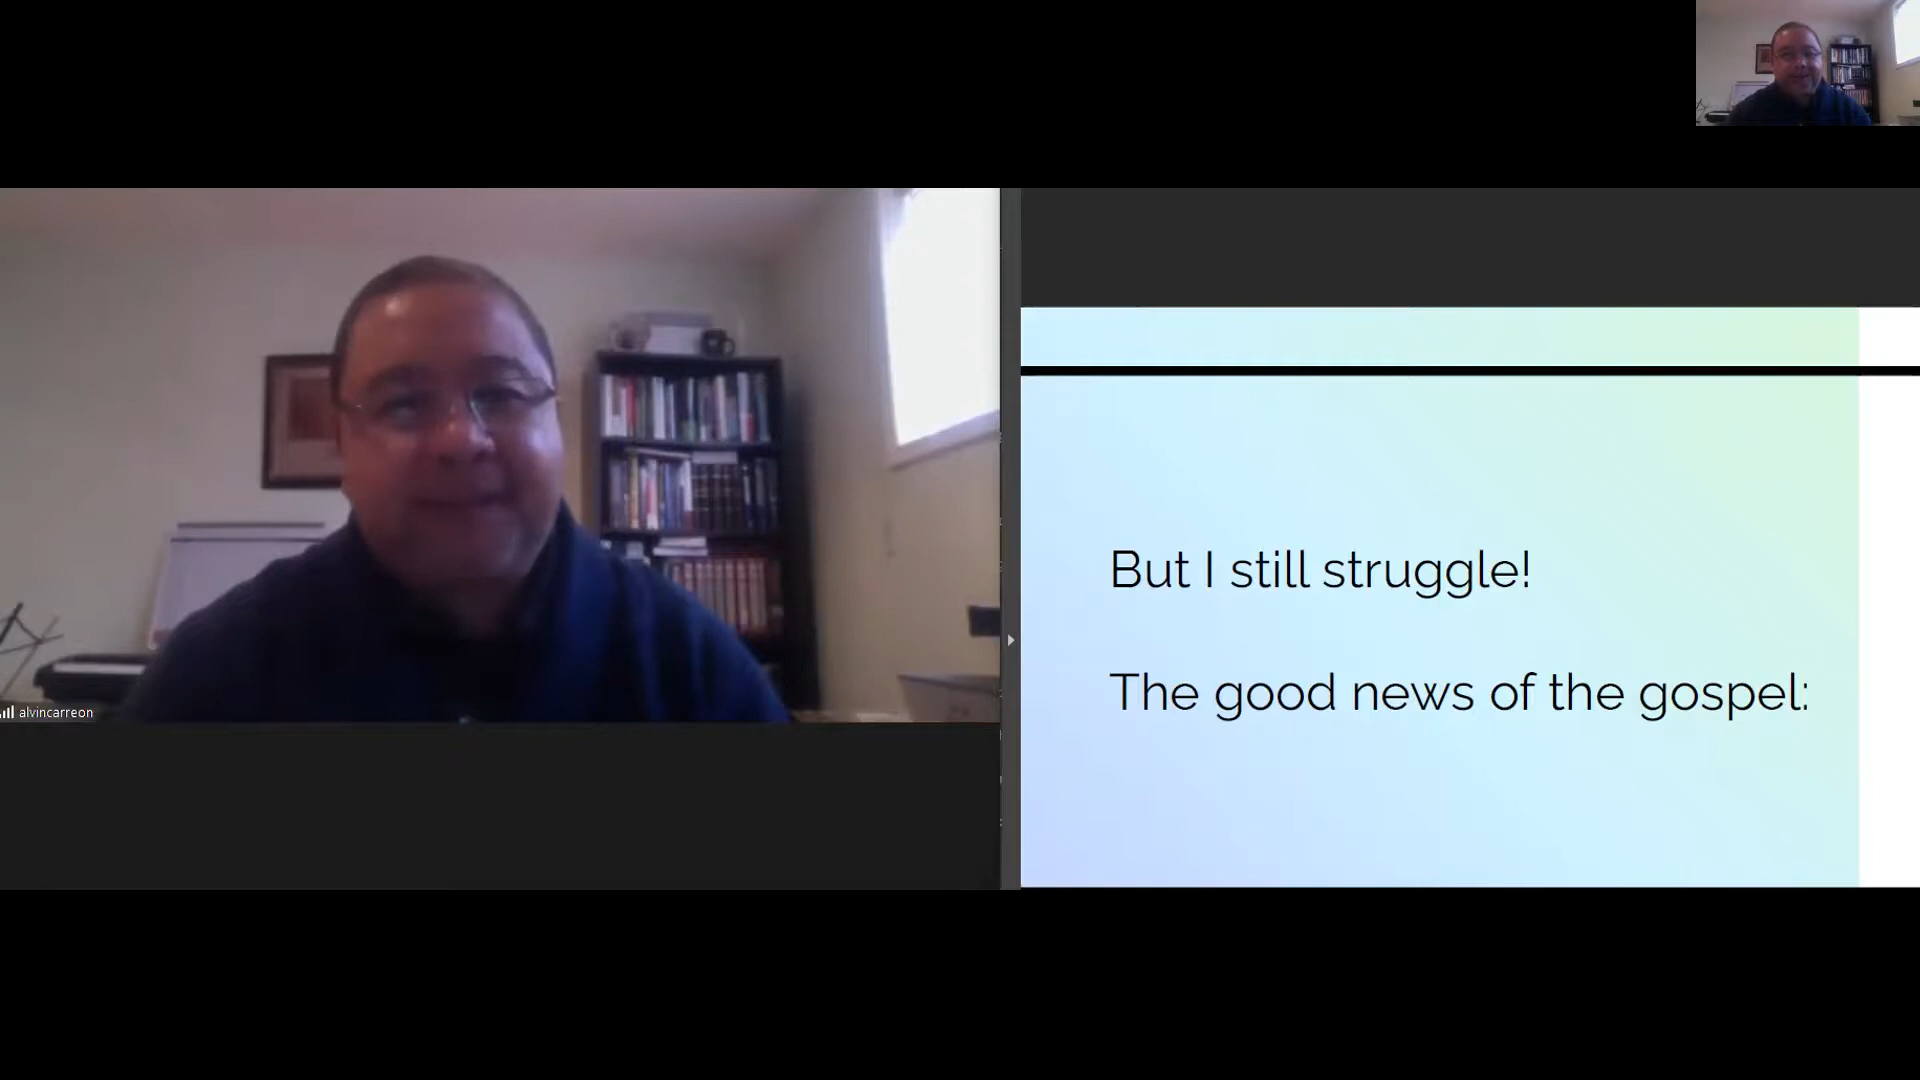 alvincarreon
But I still struggle!
The good news of the gospel: